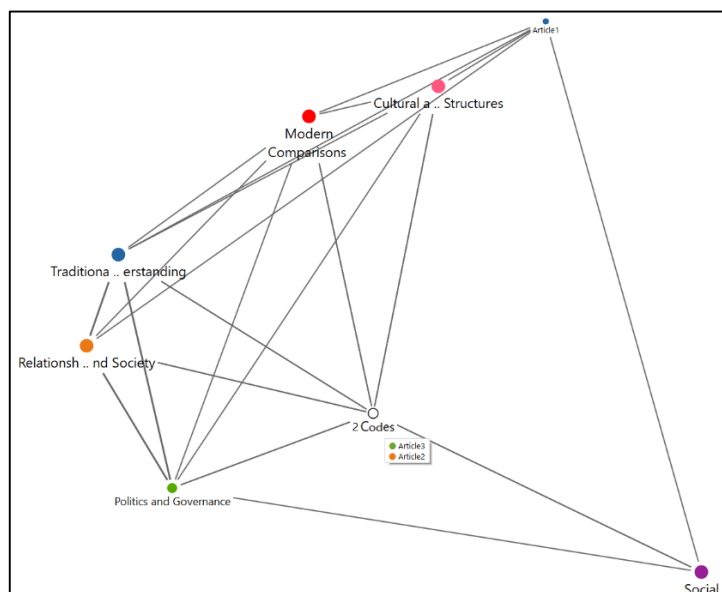 Article1
Cultural a .. Structures
Modern
Comparisons
Traditiona .. erstanding
Relationsh .. nd Society
2 Codes
Article3
Article2
Politics and Governance
Social